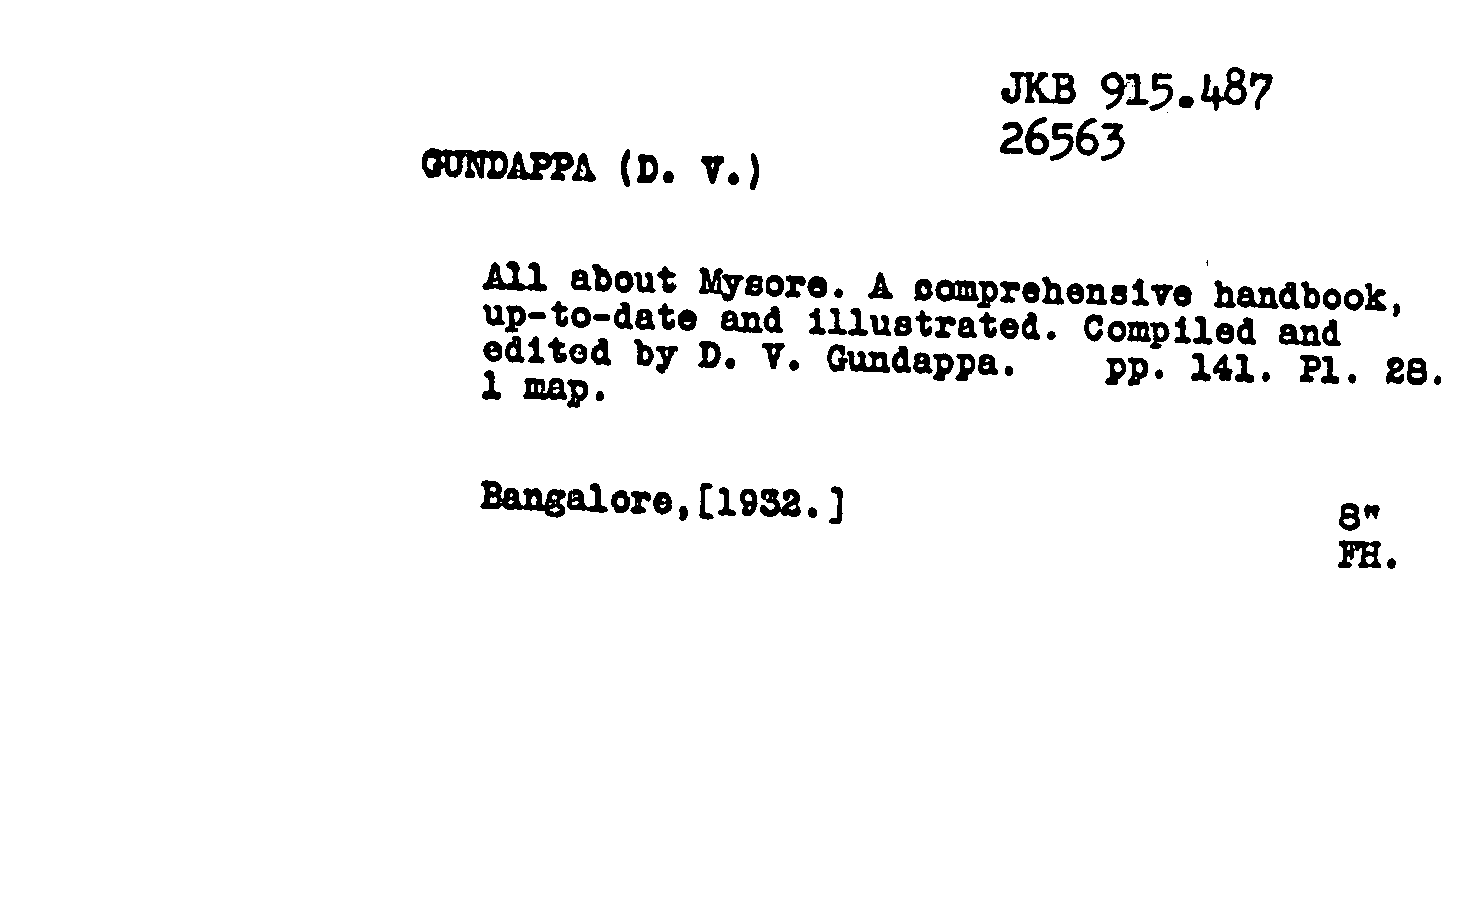 JKB 915.487
26563
GUNDAPPA (D. V.)
All about Mysore. A comprehensive handbook,
up-to-date and illustrated. Compiled and
edited by D. V. Gundappa. pp. 141. Pl. 28.
1 map.
Bangalore,[1932.]
8"
FH.